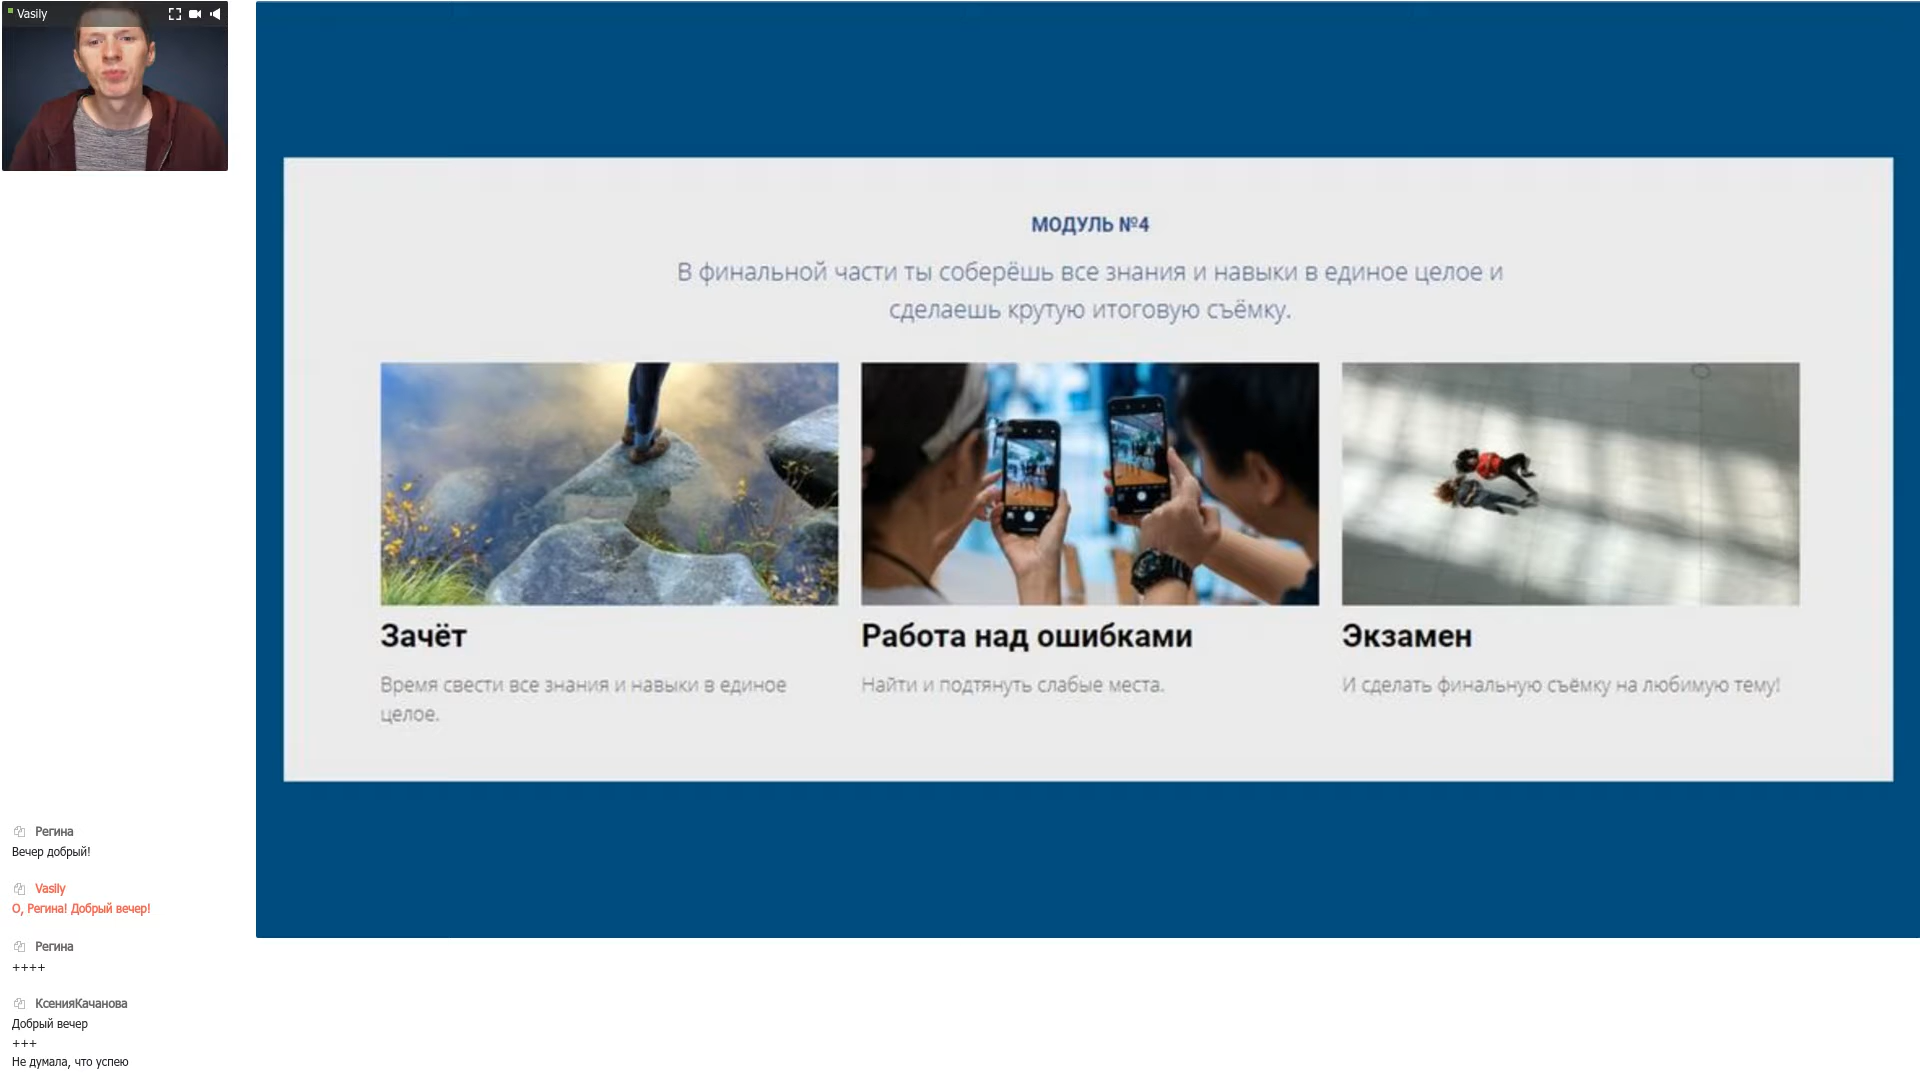 Vasily
МОДУЛЬ №4
В финальной части ты соберёшь все знания и навыки в единое целое и
сделаешь крутую итоговую съёмку.
Зачёт
Время свести все знания и навыки в единое
целое.
Работа над ошибками
Найти и подтянуть слабые места.
Экзамен
И сделать финальную съёмку на любимую тему!
Регина
Вечер добрый!
Vasily
О, Регина! Добрый вечер!
Регина
++++
КсенияКачанова
Добрый вечер
+++
Не думала, что успею